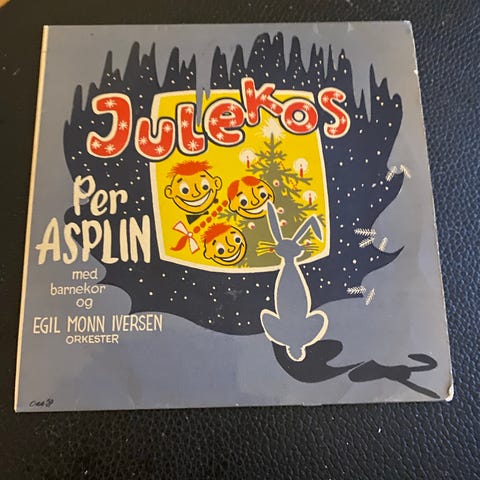 JULEKOS
Per
ASPLIN
med
barnekor
og
EGIL MONN IVERSEN
ORKESTER